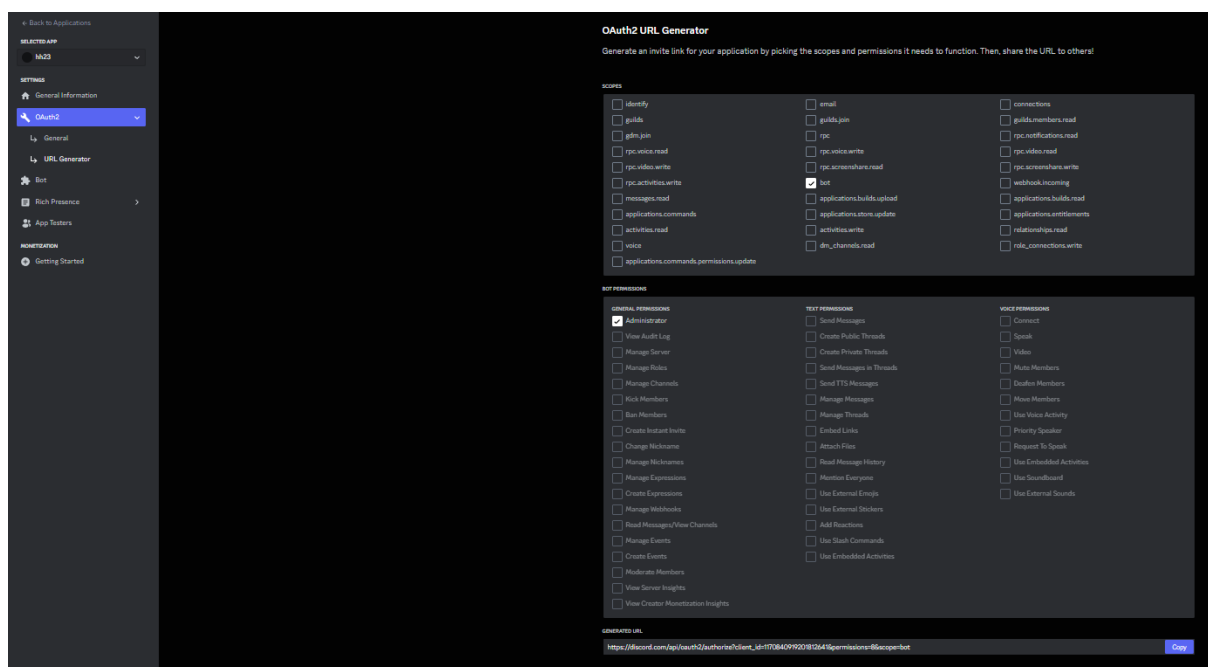 ← Back to Applications
SELECTED APP
hh23
SETTINGS
General Information
OAuth2
General
URL Generator
Bot
Rich Presence
App Testers
MONETIZATION
Getting Started
OAuth2 URL Generator
Generate an invite link for your application by picking the scopes and permissions it needs to function. Then, share the URL to others!
SCOPES
identify email connections
guilds guilds.join guilds.members.read
gdm.join rpc rpc.notifications.read
rpc.voice.read rpc.voice.write rpc.video.read
rpc.video.write rpc.screenshare.read rpc.screenshare.write
rpc.activities.write bot webhook.incoming
messages.read applications.builds.upload applications.builds.read
applications.commands applications.store.update applications.entitlements
activities.read activities.write relationships.read
voice dm_channels.read role_connections.write
applications.commands.permissions.update
BOT PERMISSIONS
GENERAL PERMISSIONS
Administrator
View Audit Log
Manage Server
Manage Roles
Manage Channels
Kick Members
Ban Members
Create Instant Invite
Change Nickname
Manage Nicknames
Manage Expressions
Create Expressions
Manage Webhooks
Read Messages/View Channels
Manage Events
Create Events
Moderate Members
View Server Insights
View Creator Monetization Insights
TEXT PERMISSIONS
Send Messages
Create Public Threads
Create Private Threads
Send Messages in Threads
Send TTS Messages
Manage Messages
Manage Threads
Embed Links
Attach Files
Read Message History
Mention Everyone
Use External Emojis
Use External Stickers
Add Reactions
Use Slash Commands
Use Embedded Activities
VOICE PERMISSIONS
Connect
Speak
Video
Mute Members
Deafen Members
Move Members
Use Voice Activity
Priority Speaker
Request To Speak
Use Embedded Activities
Use Soundboard
Use External Sounds
GENERATED URL
https://discord.com/api/oauth2/authorize?client_id=1170840919201812641&permissions=8&scope=bot
Copy